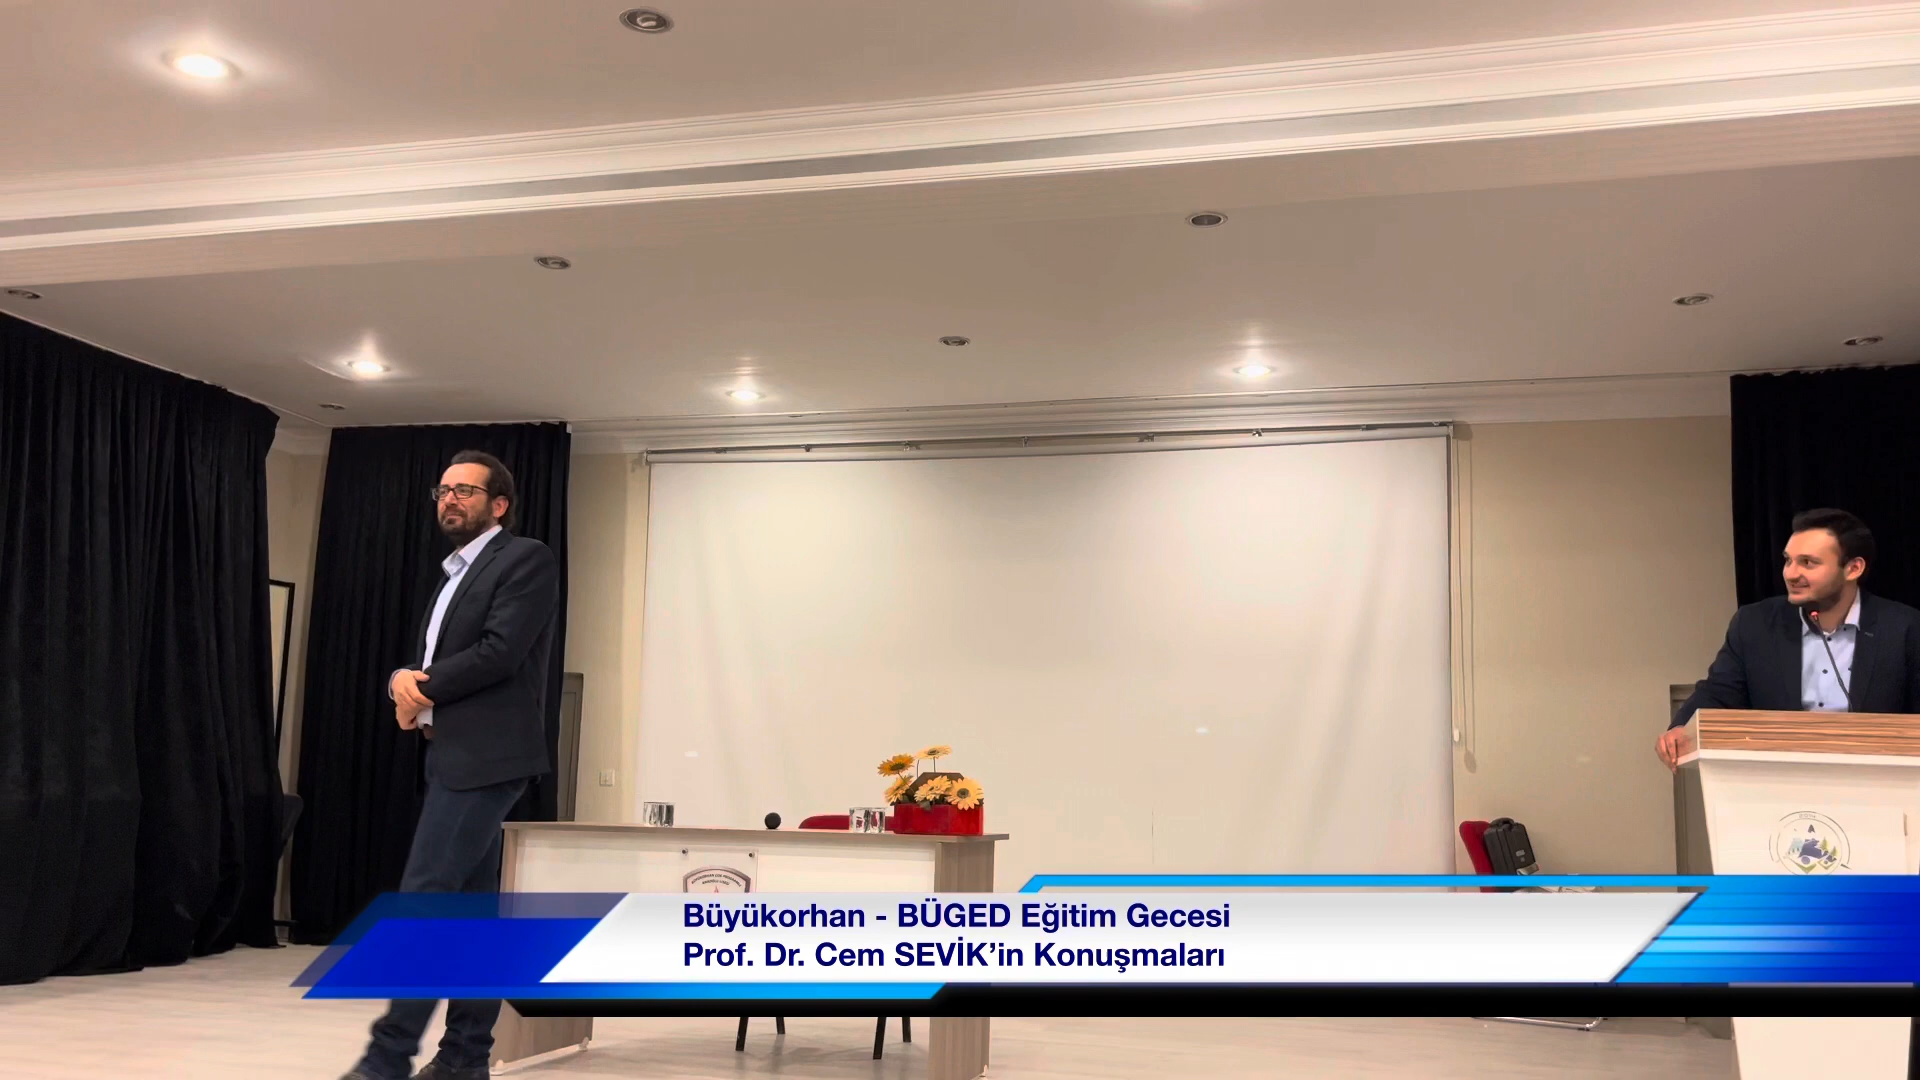 Büyükorhan - BÜGED Eğitim Gecesi
Prof. Dr. Cem SEVİK’in Konuşmaları